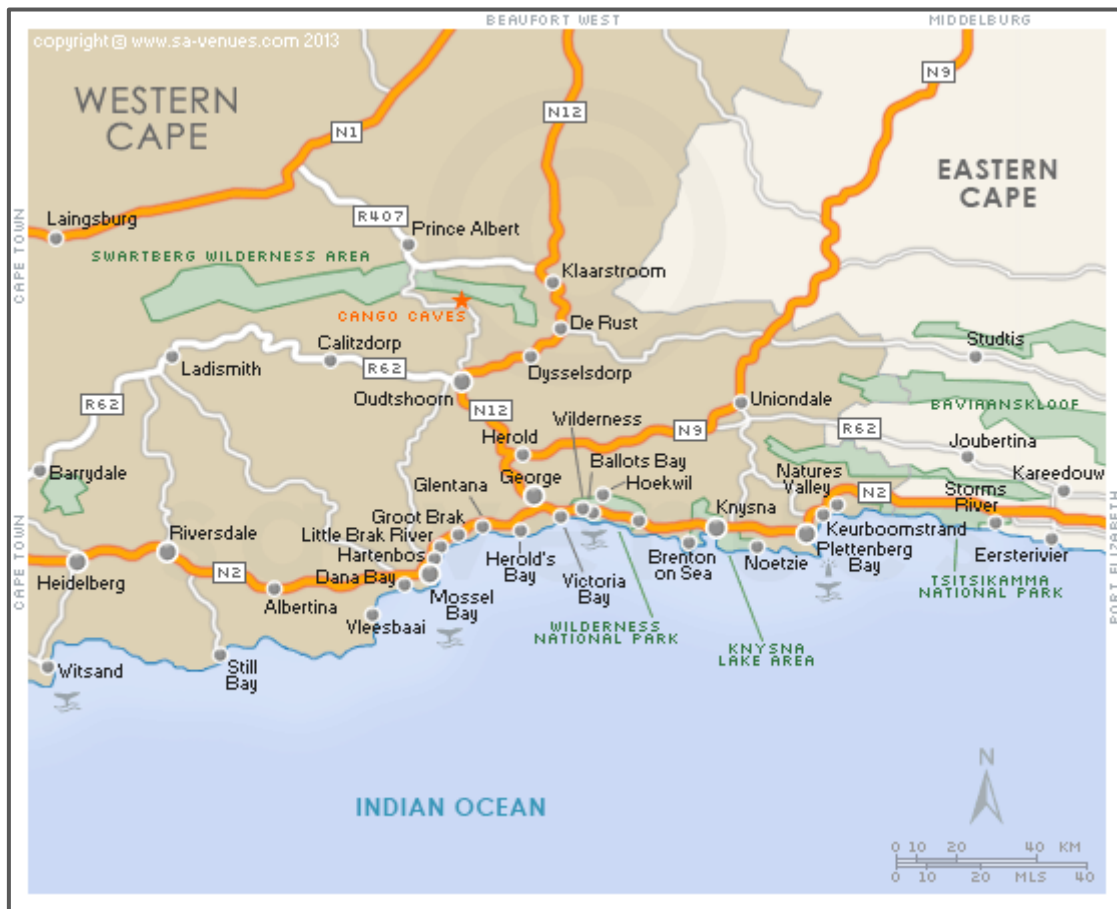 BEAUFORT WEST
MIDDELBURG
copyright © www.sa-venues.com 2013
WESTERN
CAPE
N1
N12
N9
EASTERN
CAPE
Laingsburg
R407
Prince Albert
CAPE TOWN
SWARTBERG WILDERNESS AREA
Klaarstroom
CANGO CAVES
De Rust
Calitzdorp
Studtis
Ladismith
R62
Dysselsdorp
Oudtshoorn
R62
N12
Wilderness
Uniondale
BAVIAANSKLOOF
N9
R62
Herold
Joubertina
Barrydale
George
Ballots Bay
Natures
Valley
Kareedouw
Glentana
Hoekwil
N2
Storms
River
Groot Brak
Knysna
Riversdale
Little Brak River
Keurboomstrand
Hartenbos
Herold's
Bay
Brenton
on Sea
Noetzie
Plettenberg
Bay
Eersterivier
CAPE TOWN
PORT ELIZABETH
Heidelberg
N2
Dana Bay
Victoria
Bay
TSITSIKAMMA
NATIONAL PARK
Albertina
Mossel
Bay
Vleesbaai
WILDERNESS
NATIONAL PARK
KNYSNA
LAKE AREA
Witsand
Still
Bay
N
INDIAN OCEAN
0 10 20 40 KM
0 10 20 MLS 40